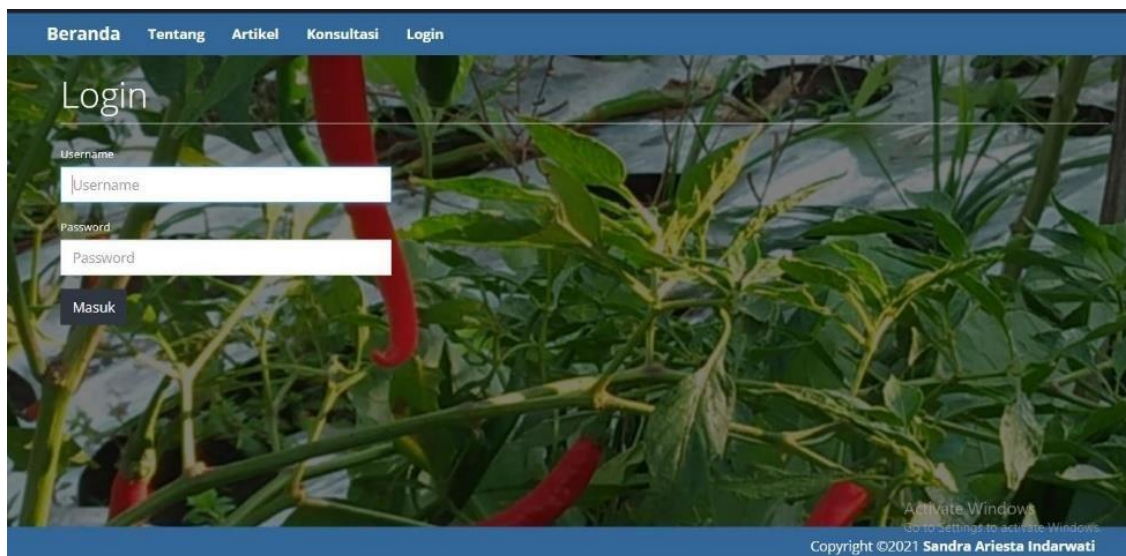 Beranda Tentang Artikel Konsultasi Login
Login
Username
Username
Password
Password
Masuk
Activate Windows
Go to Settings to activate Windows.
Copyright ©2021 Sandra Ariesta Indarwati